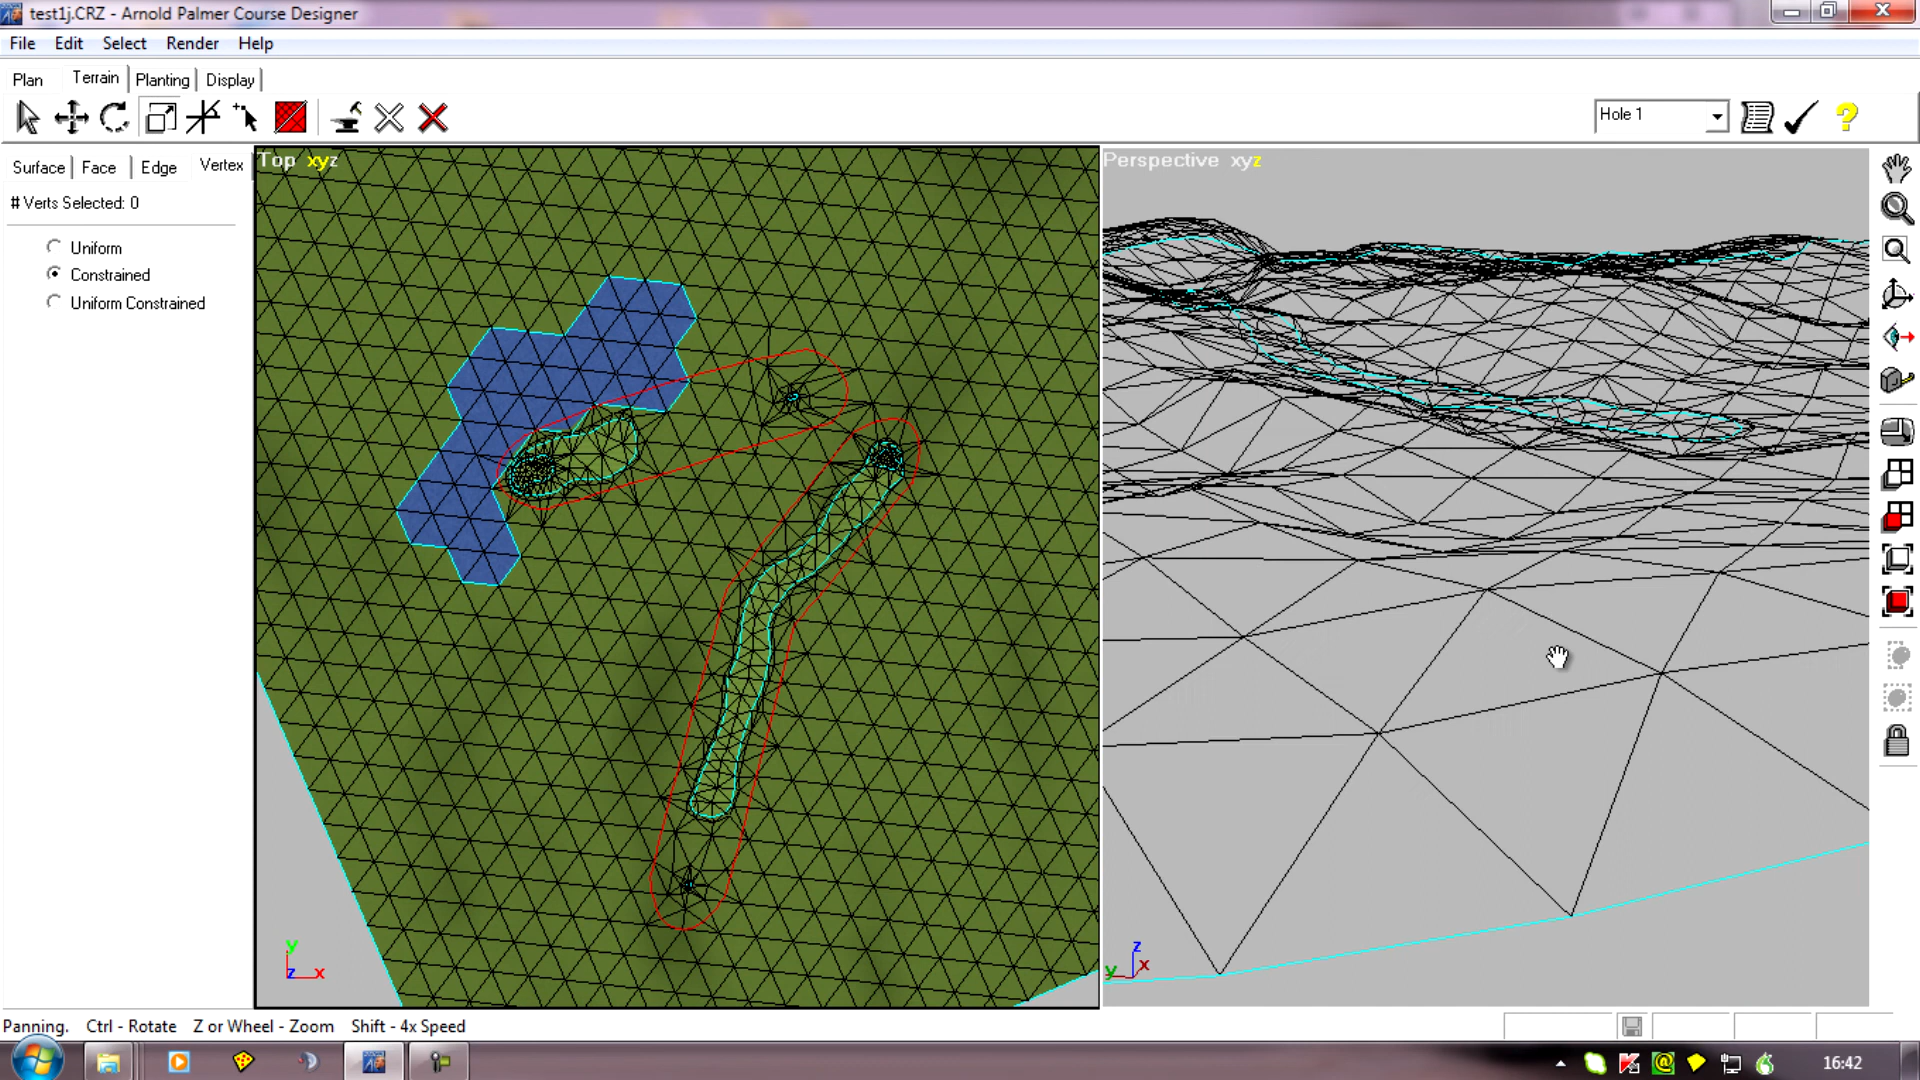 test1j.CRZ - Arnold Palmer Course Designer
File Edit Select Render Help
Plan Terrain Planting Display
Hole 1
?
Surface Face Edge Vertex
# Verts Selected: 0
Uniform
Constrained
Uniform Constrained
Top xyz
Perspective xyz
y
z x
z
y x
Panning. Ctrl - Rotate Z or Wheel - Zoom Shift - 4x Speed
16:42